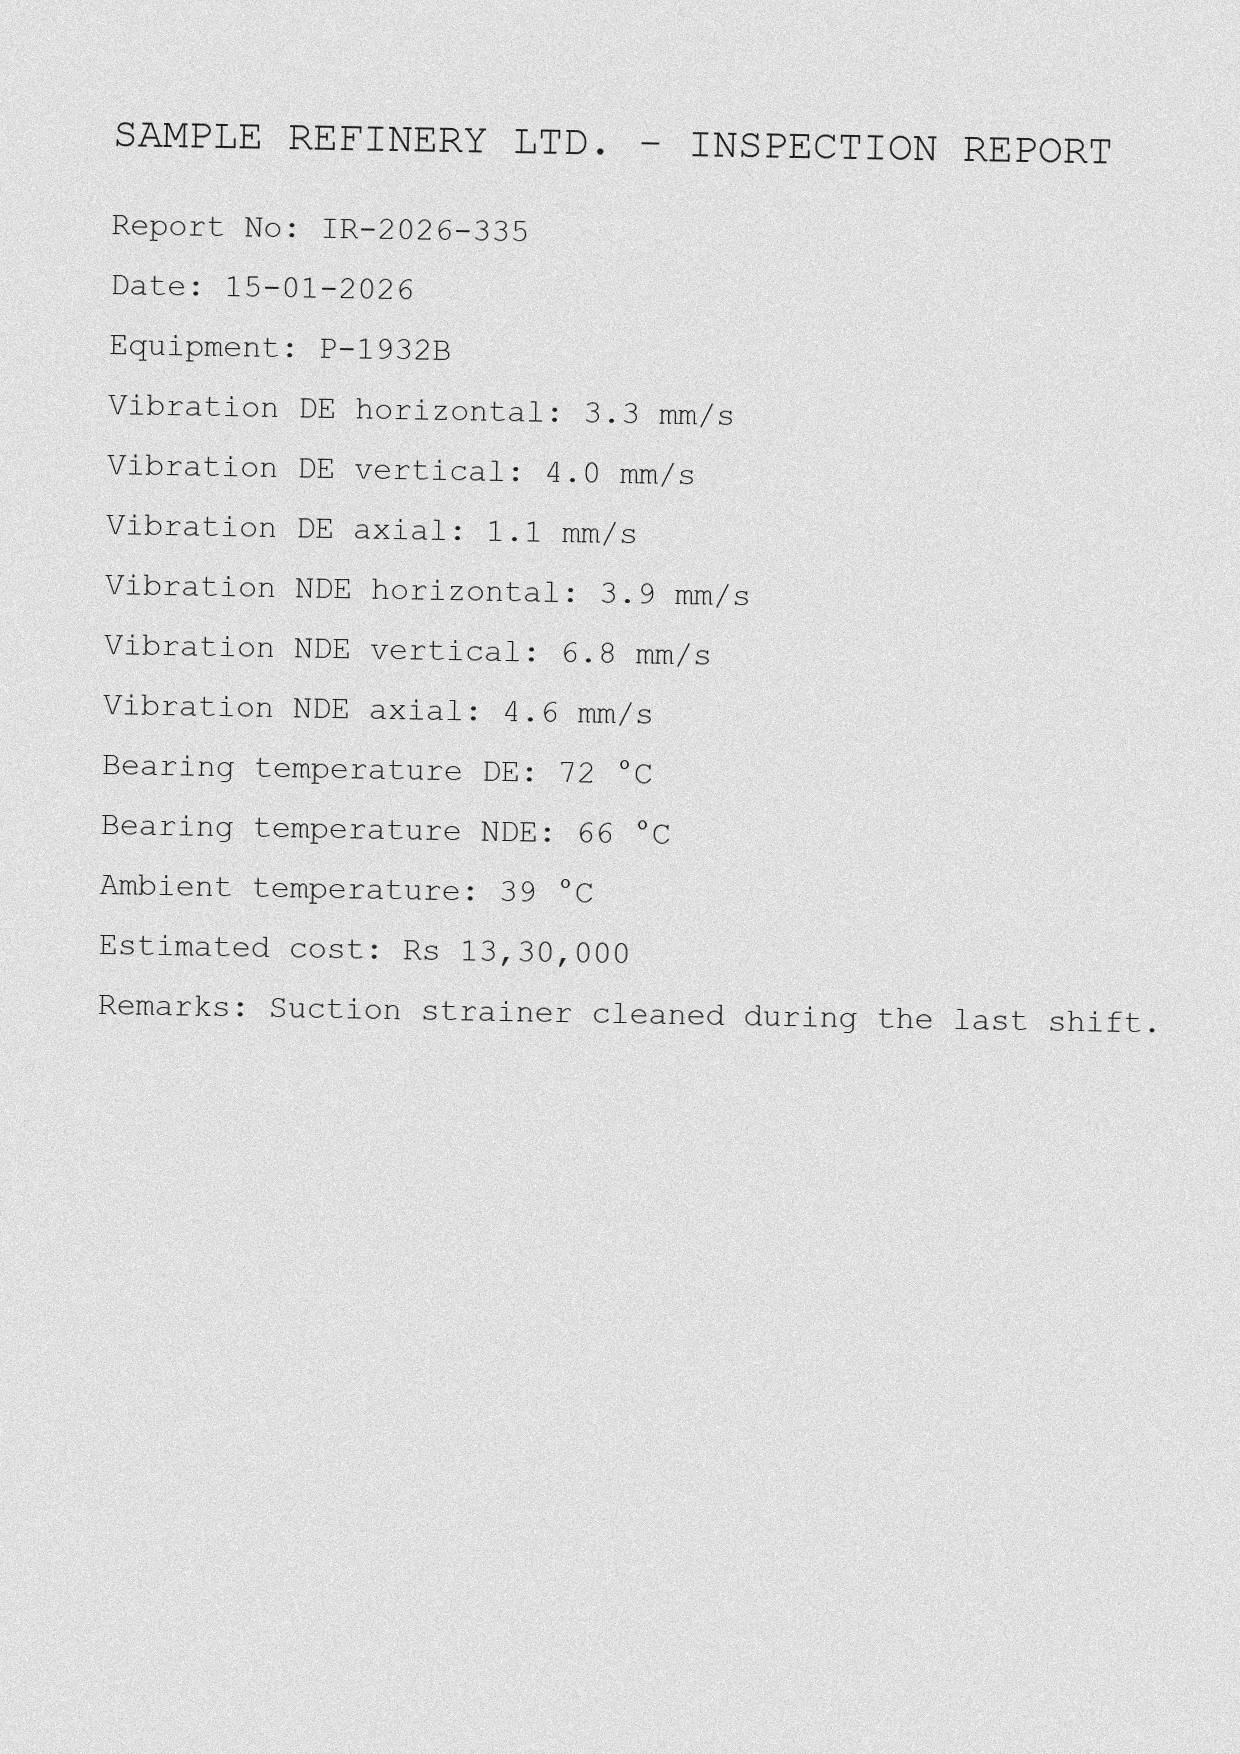 SAMPLE REFINERY LTD. - INSPECTION REPORT
Report No: IR-2026-335
Date: 15-01-2026
Equipment: P-1932B
Vibration DE horizontal: 3.3 mm/s
Vibration DE vertical: 4.0 mm/s
Vibration DE axial: 1.1 mm/s
Vibration NDE horizontal: 3.9 mm/s
Vibration NDE vertical: 6.8 mm/s
Vibration NDE axial: 4.6 mm/s
Bearing temperature DE: 72 °C
Bearing temperature NDE: 66 °C
Ambient temperature: 39 °C
Estimated cost: Rs 13,30,000
Remarks: Suction strainer cleaned during the last shift.